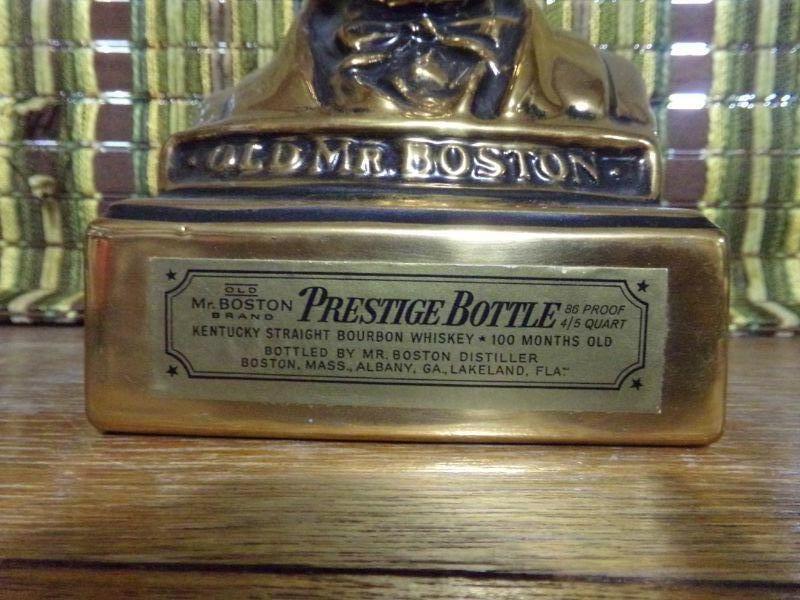 ·OLD MR. BOSTON·
OLD
Mr. BOSTON
BRAND
PRESTIGE BOTTLE
86 PROOF
4/5 QUART
KENTUCKY STRAIGHT BOURBON WHISKEY ★ 100 MONTHS OLD
BOTTLED BY MR. BOSTON DISTILLER
BOSTON, MASS., ALBANY, GA., LAKELAND, FLA.